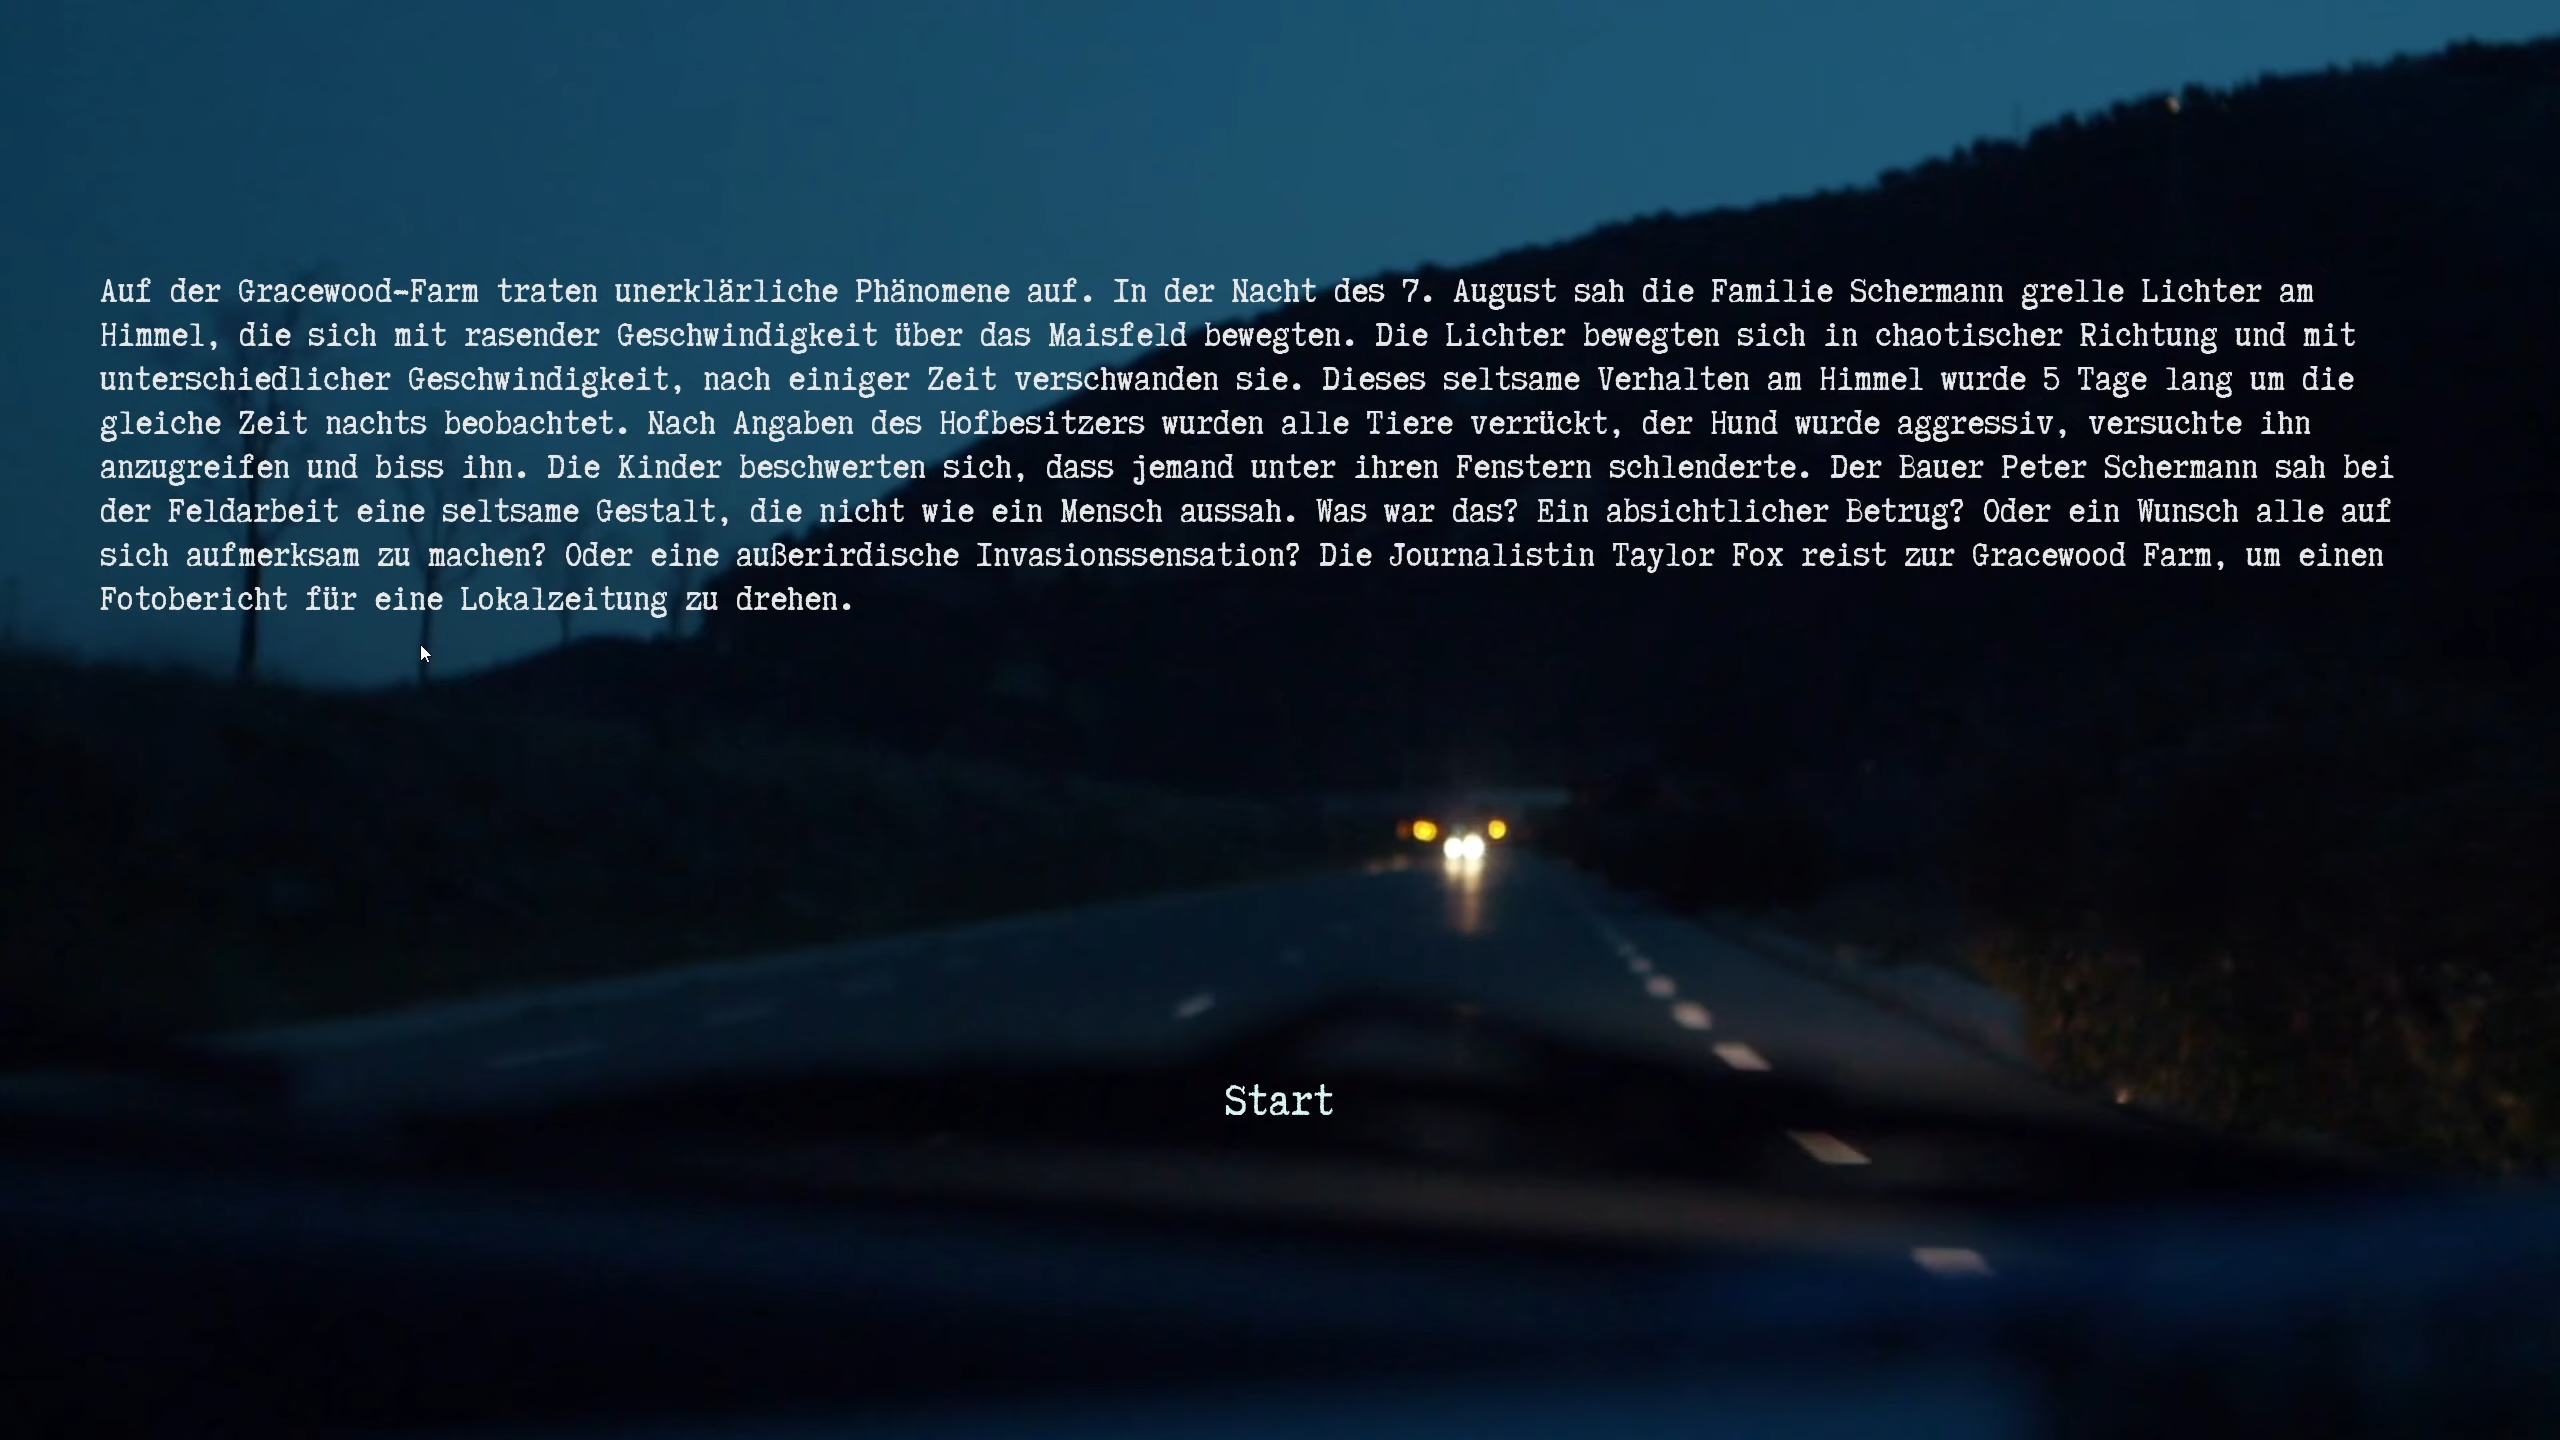 Auf der Gracewood-Farm traten unerklärliche Phänomene auf. In der Nacht des 7. August sah die Familie Schermann grelle Lichter am
Himmel, die sich mit rasender Geschwindigkeit über das Maisfeld bewegten. Die Lichter bewegten sich in chaotischer Richtung und mit
unterschiedlicher Geschwindigkeit, nach einiger Zeit verschwanden sie. Dieses seltsame Verhalten am Himmel wurde 5 Tage lang um die
gleiche Zeit nachts beobachtet. Nach Angaben des Hofbesitzers wurden alle Tiere verrückt, der Hund wurde aggressiv, versuchte ihn
anzugreifen und biss ihn. Die Kinder beschwerten sich, dass jemand unter ihren Fenstern schlenderte. Der Bauer Peter Schermann sah bei
der Feldarbeit eine seltsame Gestalt, die nicht wie ein Mensch aussah. Was war das? Ein absichtlicher Betrug? Oder ein Wunsch alle auf
sich aufmerksam zu machen? Oder eine außerirdische Invasionssensation? Die Journalistin Taylor Fox reist zur Gracewood Farm, um einen
Fotobericht für eine Lokalzeitung zu drehen.
Start